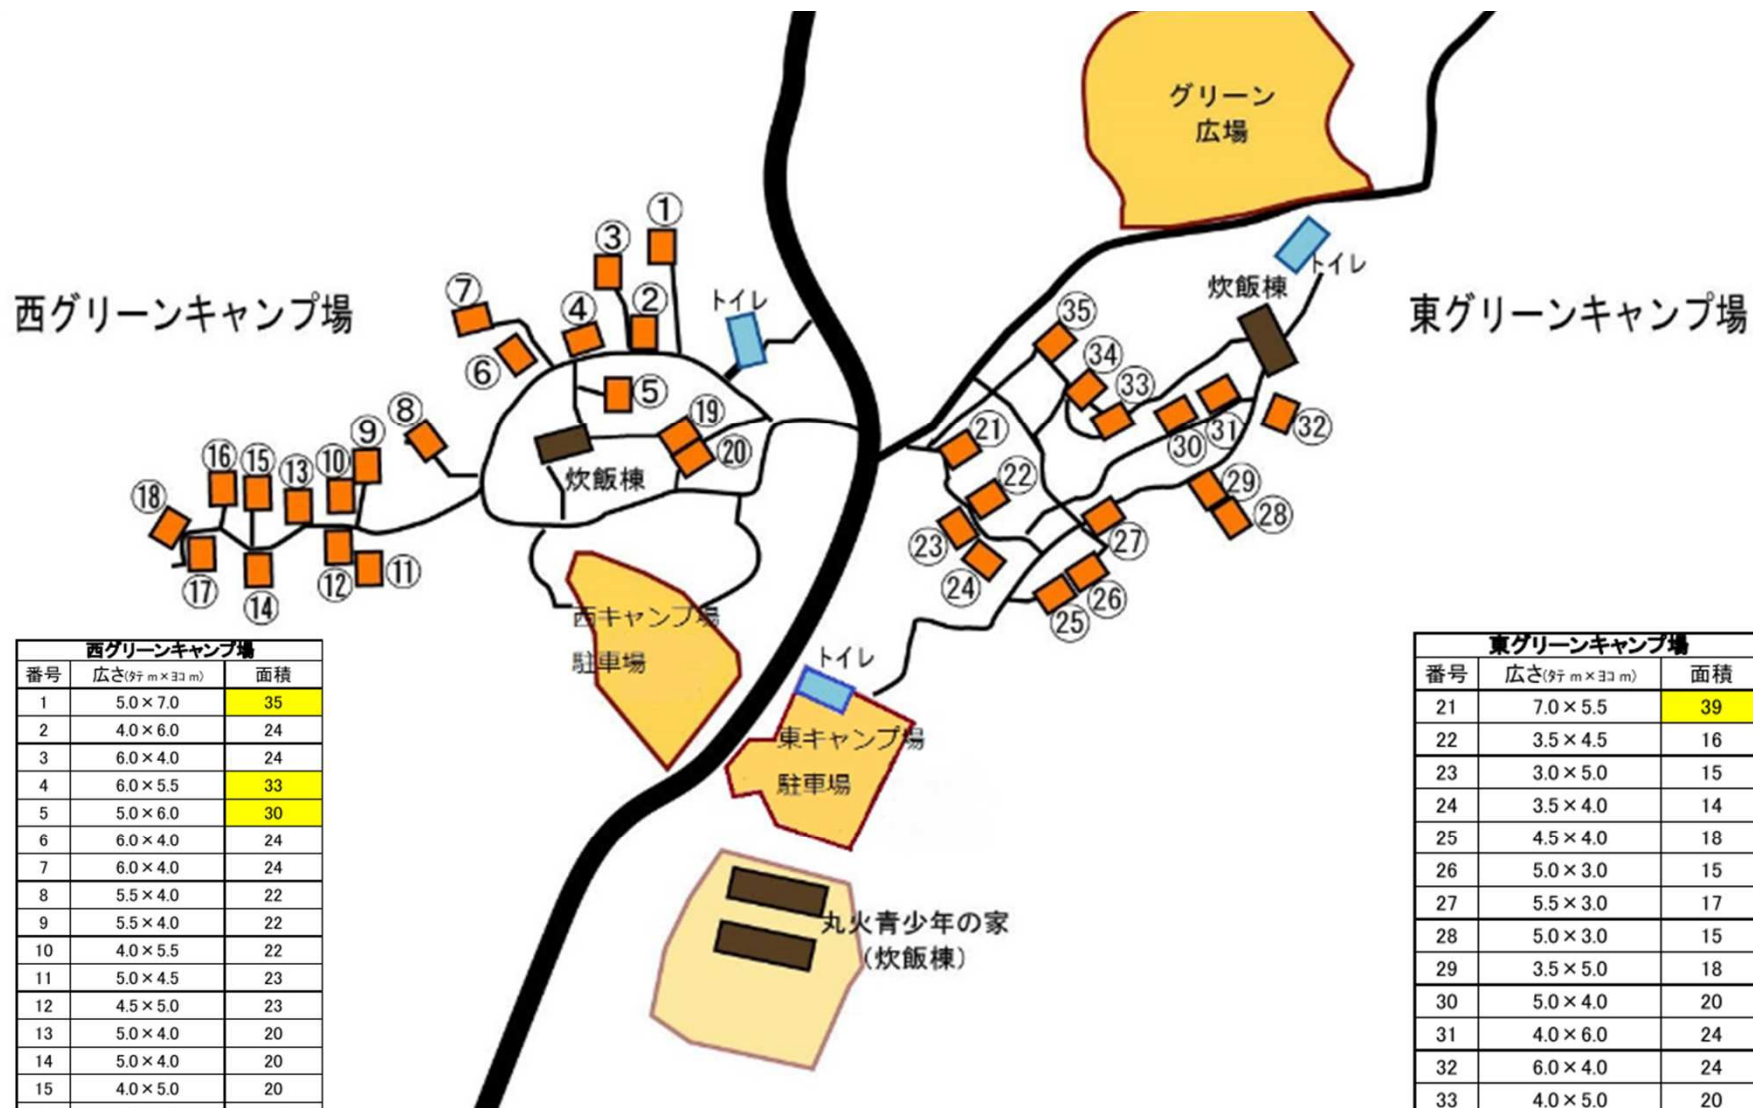 グリーン
広場
西グリーンキャンプ場
東グリーンキャンプ場
トイレ
炊飯棟
トイレ
①
③
②
④
⑦
⑥
⑤
⑧
⑲
⑳
炊飯棟
⑨
⑩
⑬
⑮
⑯
⑱
⑰
⑭
⑫
⑪
㉟
㉞
㉝
㉜
㉛
㉚
㉑
㉒
㉙
㉘
㉓
㉔
㉗
㉖
㉕
西キャンプ場
駐車場
トイレ
東キャンプ場
駐車場
丸火青少年の家
(炊飯棟)
西グリーンキャンプ場
番号 広さ(ﾀﾃ m×ﾖｺ m) 面積
1 5.0×7.0 35
2 4.0×6.0 24
3 6.0×4.0 24
4 6.0×5.5 33
5 5.0×6.0 30
6 6.0×4.0 24
7 6.0×4.0 24
8 5.5×4.0 22
9 5.5×4.0 22
10 4.0×5.5 22
11 5.0×4.5 23
12 4.5×5.0 23
13 5.0×4.0 20
14 5.0×4.0 20
15 4.0×5.0 20
東グリーンキャンプ場
番号 広さ(ﾀﾃ m×ﾖｺ m) 面積
21 7.0×5.5 39
22 3.5×4.5 16
23 3.0×5.0 15
24 3.5×4.0 14
25 4.5×4.0 18
26 5.0×3.0 15
27 5.5×3.0 17
28 5.0×3.0 15
29 3.5×5.0 18
30 5.0×4.0 20
31 4.0×6.0 24
32 6.0×4.0 24
33 4.0×5.0 20